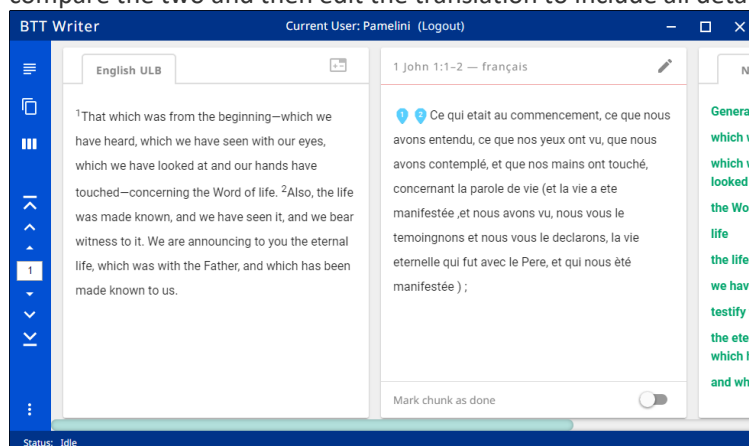 compare the two and then edit the translation to include all deta
BTT Writer
Current User: Pamelini (Logout)
English ULB
1That which was from the beginning—which we
have heard, which we have seen with our eyes,
which we have looked at and our hands have
touched—concerning the Word of life. 2Also, the life
was made known, and we have seen it, and we bear
witness to it. We are announcing to you the eternal
life, which was with the Father, and which has been
made known to us.
1 John 1:1–2 — français
1 2 Ce qui etait au commencement, ce que nous
avons entendu, ce que nos yeux ont vu, que nous
avons contemplé, et que nos mains ont touché,
concernant la parole de vie (et la vie a ete
manifestée ,et nous avons vu, nous vous le
temoingnons et nous vous le declarons, la vie
eternelle qui fut avec le Pere, et qui nous èté
manifestée ) ;
Mark chunk as done
N
Genera
which w
which w
looked
the Wo
life
the life
we hav
testify
the ete
which h
and wh
1
Status: Idle